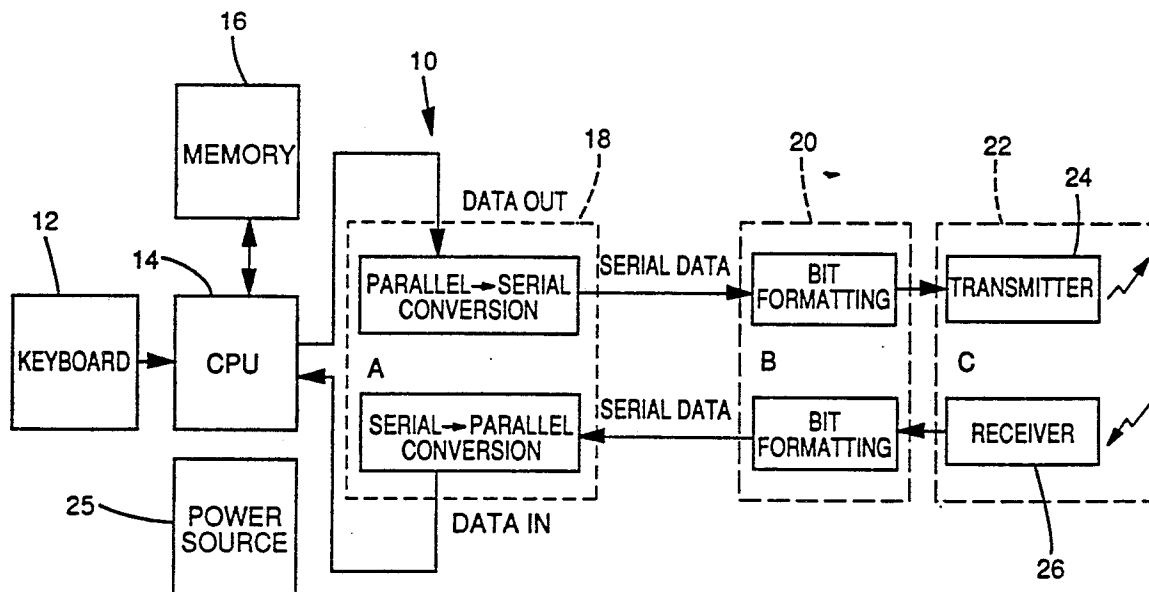 16
MEMORY
10
18
20
22
24
DATA OUT
12
14
KEYBOARD
CPU
PARALLEL→SERIAL
CONVERSION
SERIAL DATA
BIT
FORMATTING
TRANSMITTER
A
B
C
SERIAL→PARALLEL
CONVERSION
SERIAL DATA
BIT
FORMATTING
RECEIVER
25
POWER
SOURCE
DATA IN
26